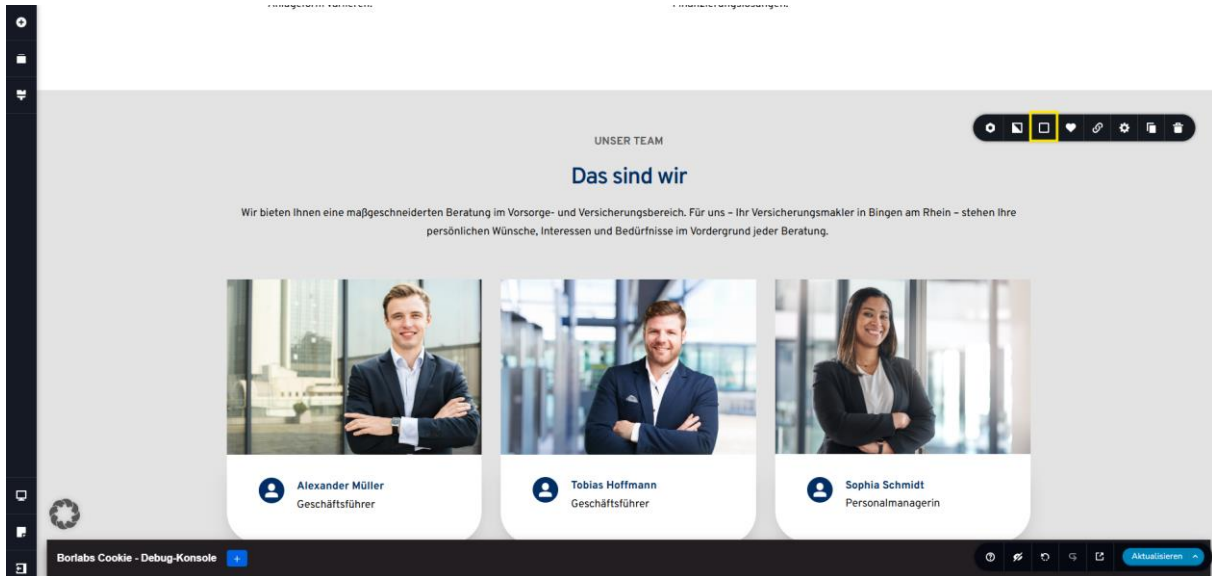 UNSER TEAM
Das sind wir
Wir bieten Ihnen eine maßgeschneiderten Beratung im Vorsorge- und Versicherungsbereich. Für uns – Ihr Versicherungsmakler in Bingen am Rhein – stehen Ihre
persönlichen Wünsche, Interessen und Bedürfnisse im Vordergrund jeder Beratung.
Alexander Müller
Geschäftsführer
Tobias Hoffmann
Geschäftsführer
Sophia Schmidt
Personalmanagerin
Borlabs Cookie - Debug-Konsole +
Aktualisieren